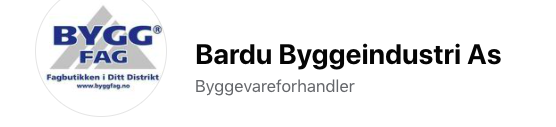 BYGG®
FAG
Fagbutikken i Ditt Distrikt
www.byggfag.no
Bardu Byggeindustri As
Byggevareforhandler